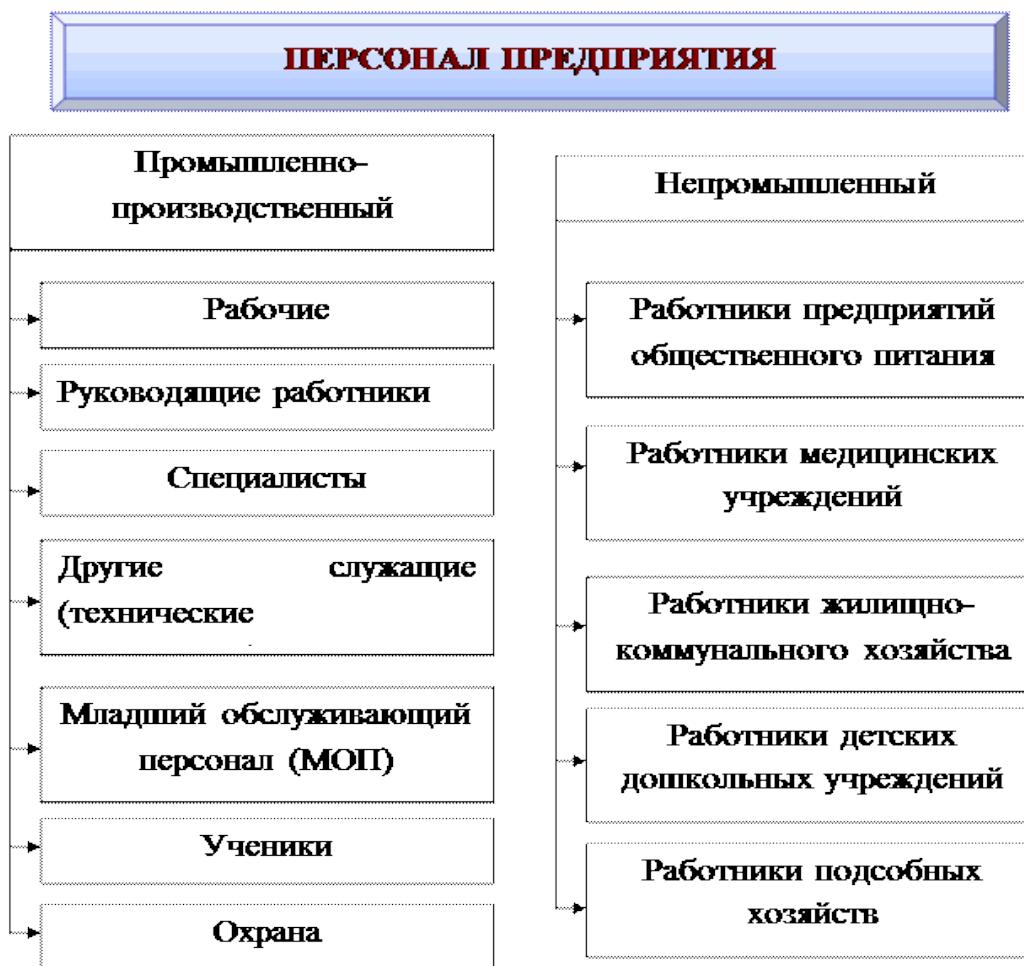 ПЕРСОНАЛ ПРЕДПРИЯТИЯ
Промышленно-
производственный
Рабочие
Руководящие работники
Специалисты
Другие служащие
(технические
Младший обслуживающий
персонал (МОП)
Ученики
Охрана
Непромышленный
Работники предприятий
общественного питания
Работники медицинских
учреждений
Работники жилищно-
коммунального хозяйства
Работники детских
дошкольных учреждений
Работники подсобных
хозяйств